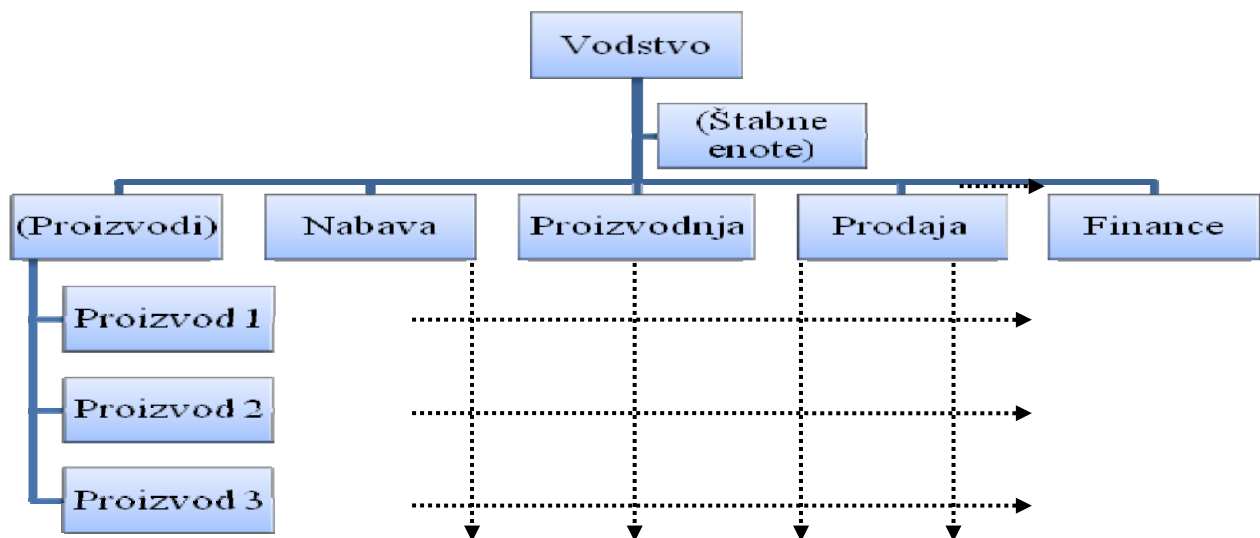 Vodstvo
(Štabne
enote)
(Proizvodi)
Nabava
Proizvodnja
Prodaja
Finance
Proizvod 1
Proizvod 2
Proizvod 3